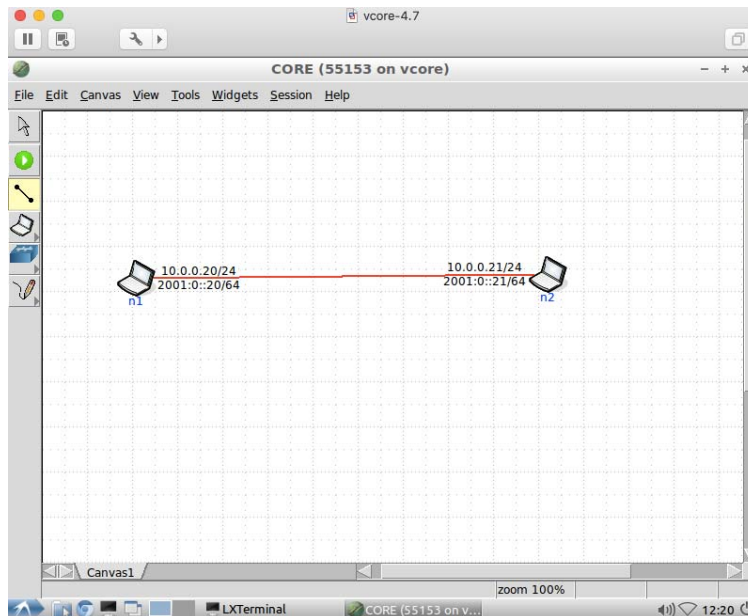 vcore-4.7
CORE (55153 on vcore)
File Edit Canvas View Tools Widgets Session Help
10.0.0.20/24
2001:0::20/64
n1
10.0.0.21/24
2001:0::21/64
n2
Canvas1
zoom 100%
LXTerminal
CORE (55153 on v...
12:20